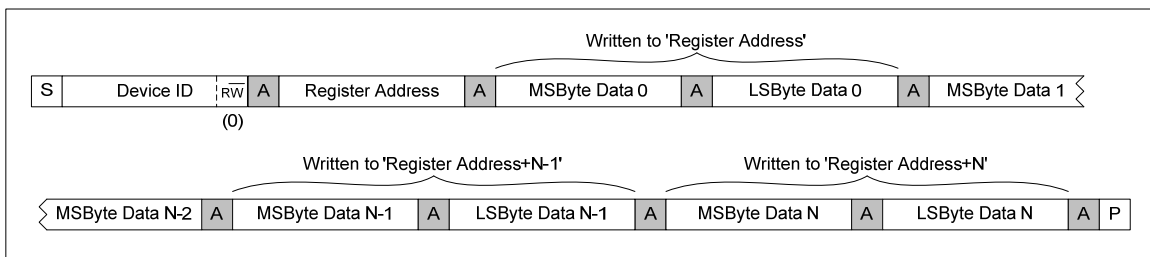 Written to 'Register Address'
S Device ID RW A Register Address A MSByte Data 0 A LSByte Data 0 A MSByte Data 1
(0)
Written to 'Register Address+N-1' Written to 'Register Address+N'
MSByte Data N-2 A MSByte Data N-1 A LSByte Data N-1 A MSByte Data N A LSByte Data N A P